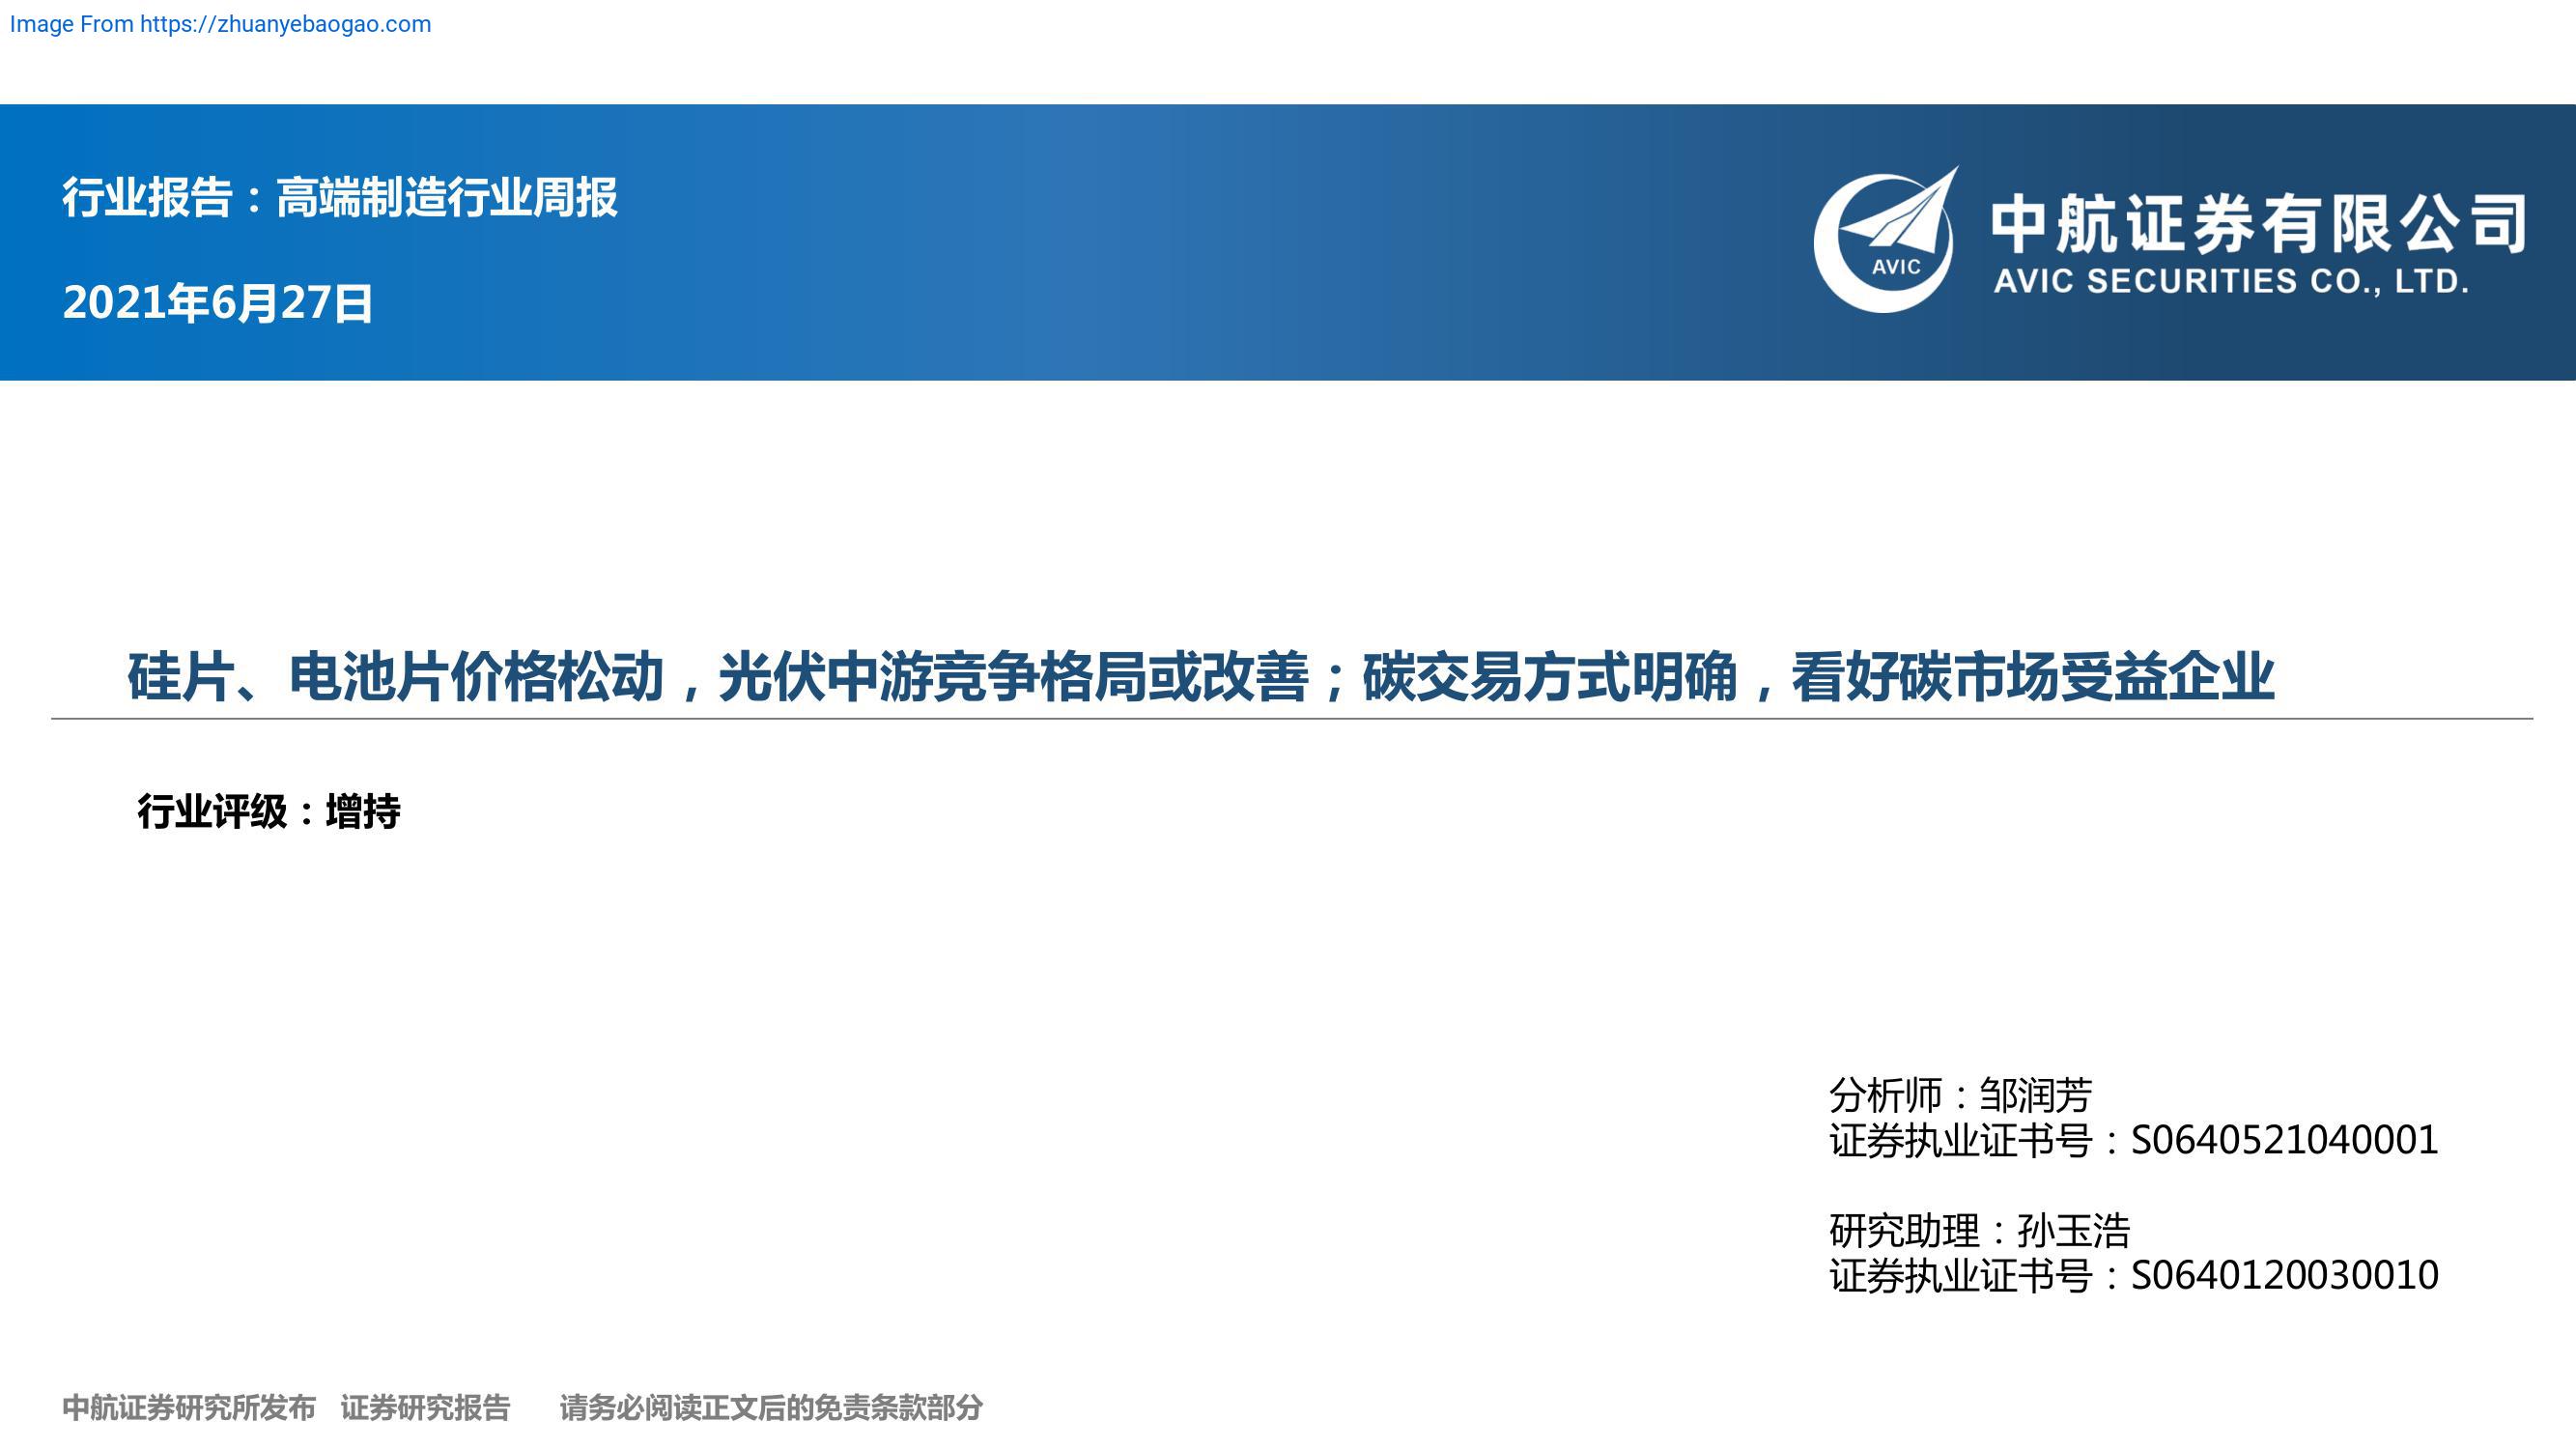 Image From https://zhuanyebaogao.com
行业报告：高端制造行业周报
2021年6月27日
AVIC
中航证券有限公司
AVIC SECURITIES CO., LTD.
硅片、电池片价格松动，光伏中游竞争格局或改善；碳交易方式明确，看好碳市场受益企业
行业评级：增持
分析师：邹润芳
证券执业证书号：S0640521040001
研究助理：孙玉浩
证券执业证书号：S0640120030010
中航证券研究所发布 证券研究报告 请务必阅读正文后的免责条款部分